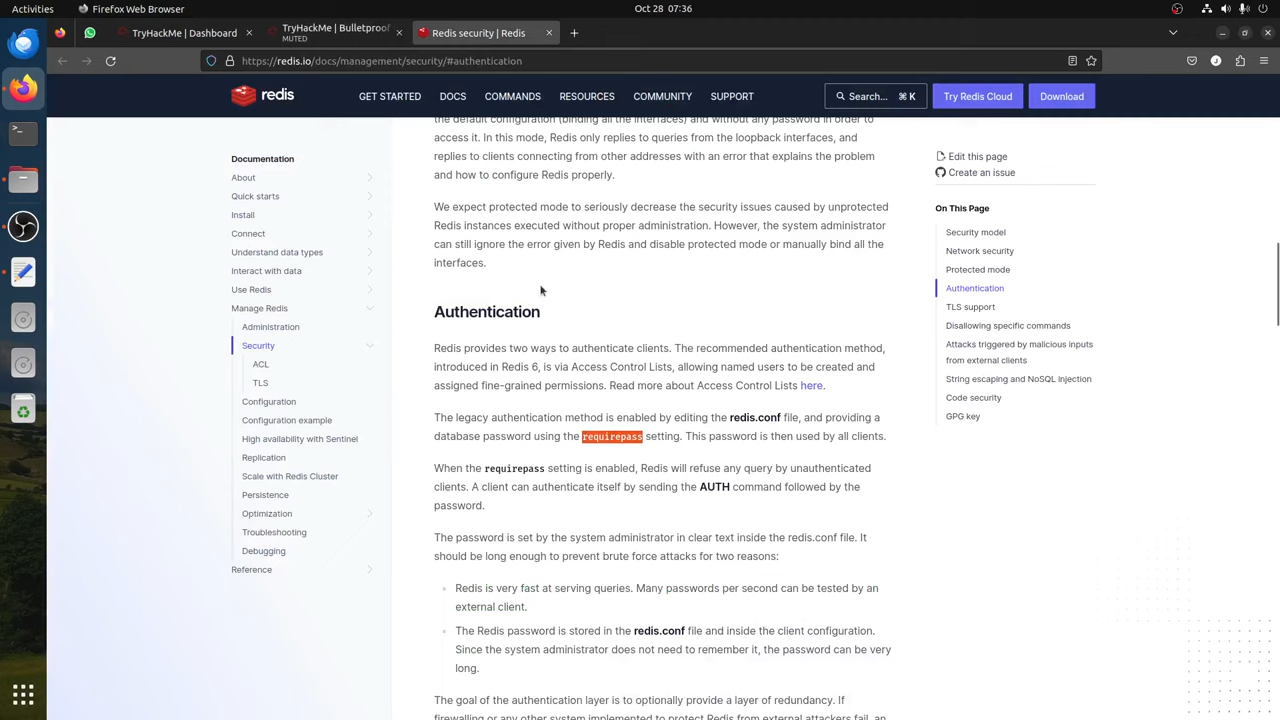 Activities
Firefox Web Browser
Oct 28 07:36
TryHackMe | Dashboard
TryHackMe | Bulletproof
MUTED
Redis security | Redis
https://redis.io/docs/management/security/#authentication
redis
GET STARTED
DOCS
COMMANDS
RESOURCES
COMMUNITY
SUPPORT
Search... ⌘ K
Try Redis Cloud
Download
Documentation
About
Quick starts
Install
Connect
Understand data types
Interact with data
Use Redis
Manage Redis
Administration
Security
ACL
TLS
Configuration
Configuration example
High availability with Sentinel
Replication
Scale with Redis Cluster
Persistence
Optimization
Troubleshooting
Debugging
Reference
the default configuration (binding all the interfaces) and without any password in order to
access it. In this mode, Redis only replies to queries from the loopback interfaces, and
replies to clients connecting from other addresses with an error that explains the problem
and how to configure Redis properly.
We expect protected mode to seriously decrease the security issues caused by unprotected
Redis instances executed without proper administration. However, the system administrator
can still ignore the error given by Redis and disable protected mode or manually bind all the
interfaces.
Authentication
Redis provides two ways to authenticate clients. The recommended authentication method,
introduced in Redis 6, is via Access Control Lists, allowing named users to be created and
assigned fine-grained permissions. Read more about Access Control Lists here.
The legacy authentication method is enabled by editing the redis.conf file, and providing a
database password using the requirepass setting. This password is then used by all clients.
When the requirepass setting is enabled, Redis will refuse any query by unauthenticated
clients. A client can authenticate itself by sending the AUTH command followed by the
password.
The password is set by the system administrator in clear text inside the redis.conf file. It
should be long enough to prevent brute force attacks for two reasons:
Redis is very fast at serving queries. Many passwords per second can be tested by an
external client.
The Redis password is stored in the redis.conf file and inside the client configuration.
Since the system administrator does not need to remember it, the password can be very
long.
The goal of the authentication layer is to optionally provide a layer of redundancy. If
firewalling or any other system implemented to protect Redis from external attackers fail, an
Edit this page
Create an issue
On This Page
Security model
Network security
Protected mode
Authentication
TLS support
Disallowing specific commands
Attacks triggered by malicious inputs
from external clients
String escaping and NoSQL injection
Code security
GPG key